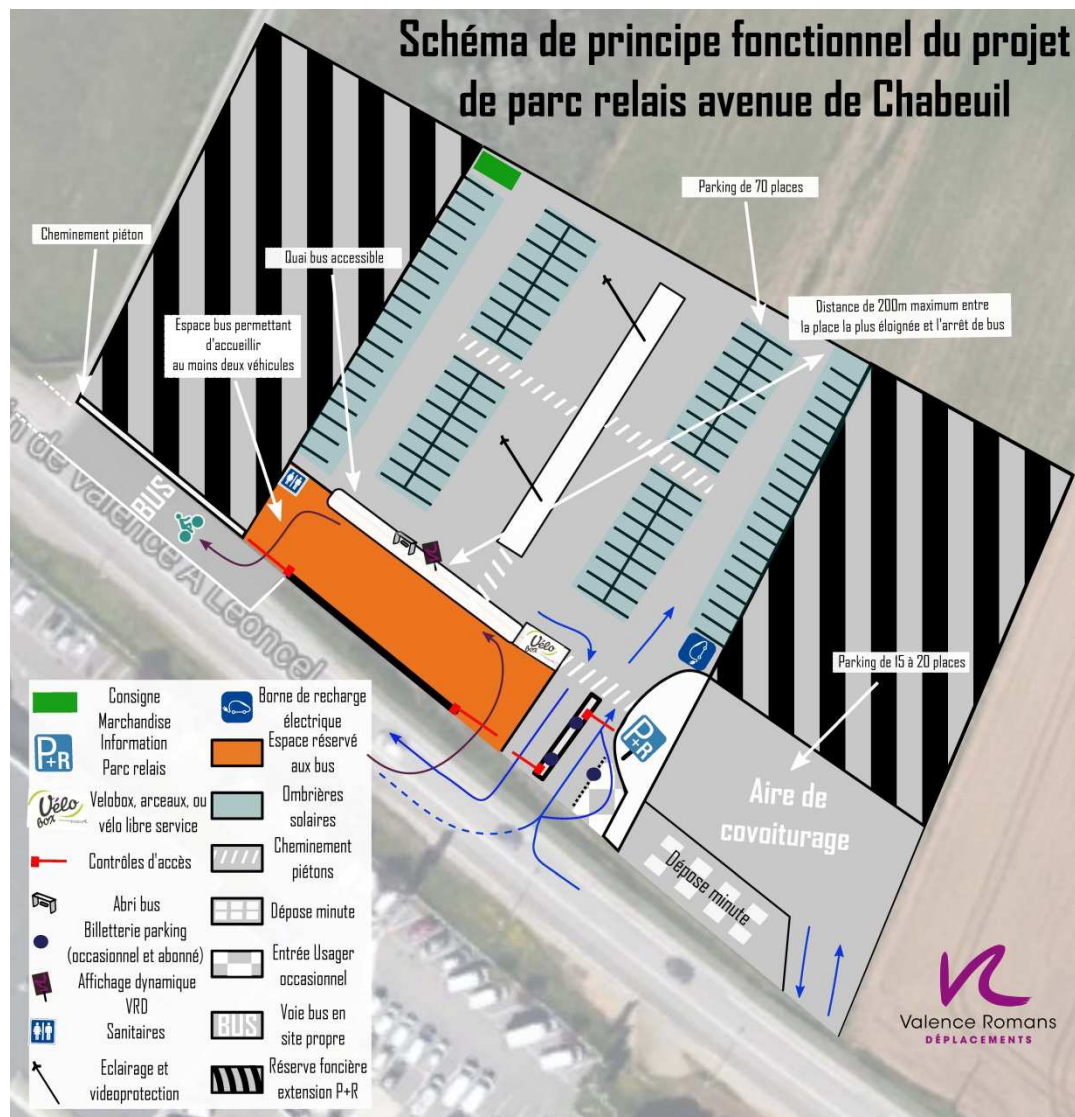 Schéma de principe fonctionnel du projet
de parc relais avenue de Chabeuil
Parking de 70 places
Cheminement piéton
Quai bus accessible
Distance de 200m maximum entre
la place la plus éloignée et l'arrêt de bus
Espace bus permettant
d'accueillir
au moins deux véhicules
BUS
de Valence A Léoncel
Vélo
box
Parking de 15 à 20 places
P+R
Aire de
covoiturage
Dépose minute
Consigne
Marchandise
P+R
Information
Parc relais
Vélo
box
Velobox, arceaux, ou
vélo libre service
Contrôles d'accès
Abri bus
Billetterie parking
(occasionnel et abonné)
Affichage dynamique
VRD
Sanitaires
Eclairage et
videoprotection
Borne de recharge
électrique
Espace réservé
aux bus
Ombrières
solaires
Cheminement
piétons
Dépose minute
Entrée Usager
occasionnel
BUS
Voie bus en
site propre
Réserve foncière
extension P+R
Valence Romans
DÉPLACEMENTS